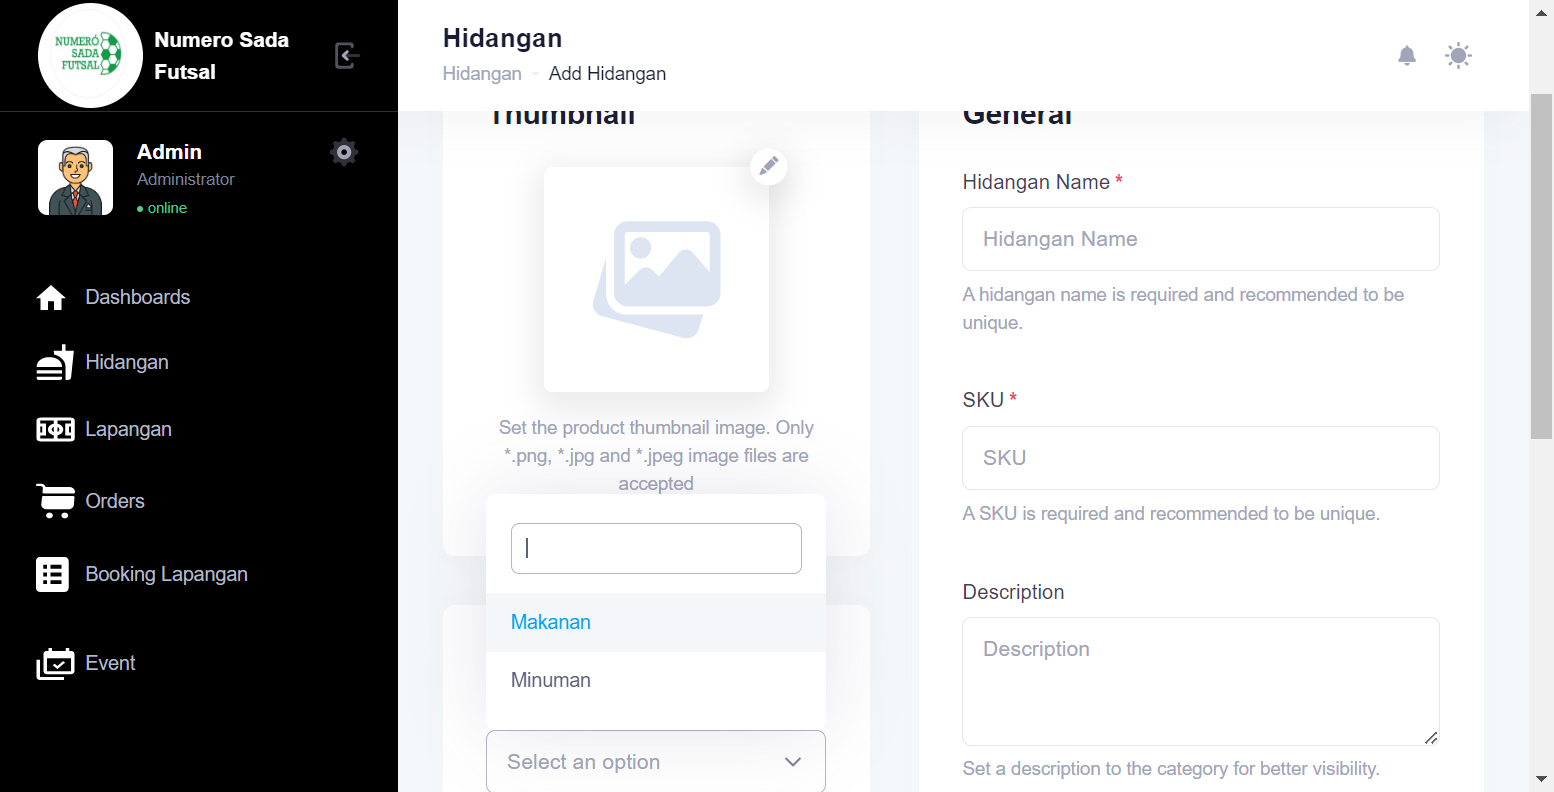 NUMERÓ
SADA
FUTSAL
Numero Sada
Futsal
Admin
Administrator
online
Dashboards
Hidangan
Lapangan
Orders
Booking Lapangan
Event
Hidangan
Hidangan - Add Hidangan
Thumbnail
Set the product thumbnail image. Only
*.png, *.jpg and *.jpeg image files are
accepted
Makanan
Minuman
Select an option
General
Hidangan Name *
Hidangan Name
A hidangan name is required and recommended to be
unique.
SKU *
SKU
A SKU is required and recommended to be unique.
Description
Description
Set a description to the category for better visibility.